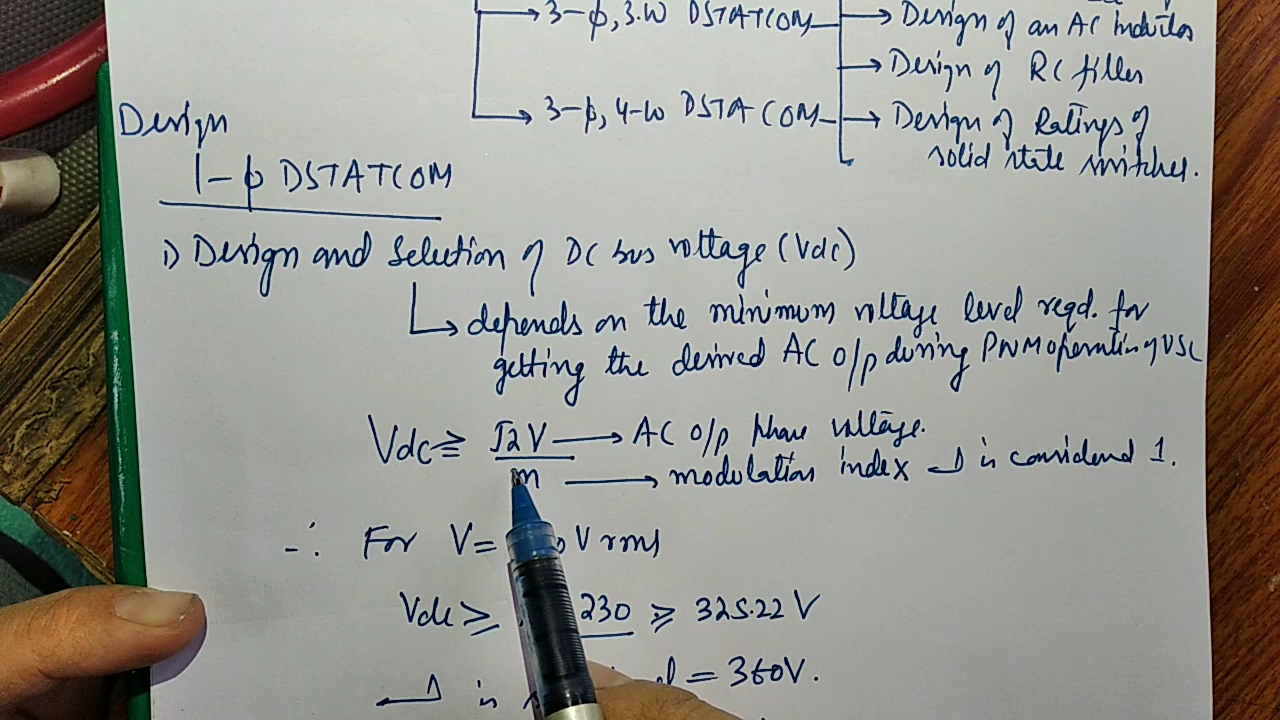 3-ϕ, 3-W DSTATCOM → Design of an AC inductor
→ Design of RC filter
3-ϕ, 4-W DSTATCOM → Design of Ratings of
solid state switches.
Design
1-ϕ DSTATCOM
1) Design and Selection of DC bus voltage (Vdc)
↳ depends on the minimum voltage level reqd. for
getting the desired AC o/p during PWM operation of VSC
Vdc ≥ √2 V → AC o/p phase voltage.
m → modulation index → is considered 1.
∴ For V = 0 V rms
Vdc ≥ 230 ≥ 325.22 V
is = 360V.